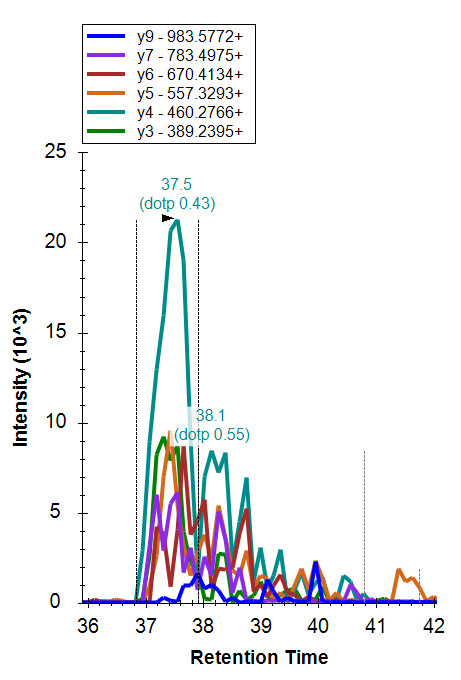 y9 - 983.5772+
y7 - 783.4975+
y6 - 670.4134+
y5 - 557.3293+
y4 - 460.2766+
y3 - 389.2395+
25
37.5
(dotp 0.43)
20
15
Intensity (10^3)
10
38.1
(dotp 0.55)
5
0
36 37 38 39 40 41 42
Retention Time